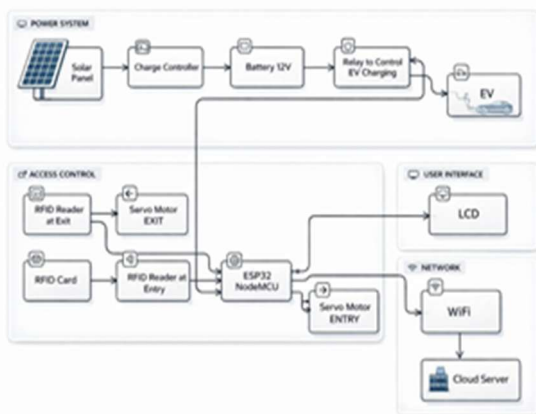 POWER SYSTEM
Solar
Panel
Charge Controller
Battery 12V
Relay to Control
EV Charging
EV
ACCESS CONTROL
RFID Reader
at Exit
Servo Motor
EXIT
RFID Card
RFID Reader at
Entry
ESP32
NodeMCU
Servo Motor
ENTRY
USER INTERFACE
LCD
NETWORK
WiFi
Cloud Server